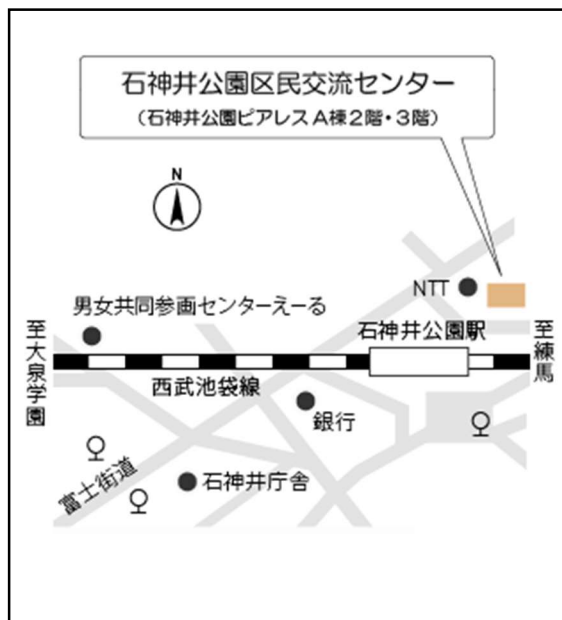 石神井公園区民交流センター
(石神井公園ピアレスA棟2階・3階)
N
NTT
男女共同参画センターえーる
石神井公園駅
至大泉学園
至練馬
西武池袋線
銀行
富士街道
石神井庁舎